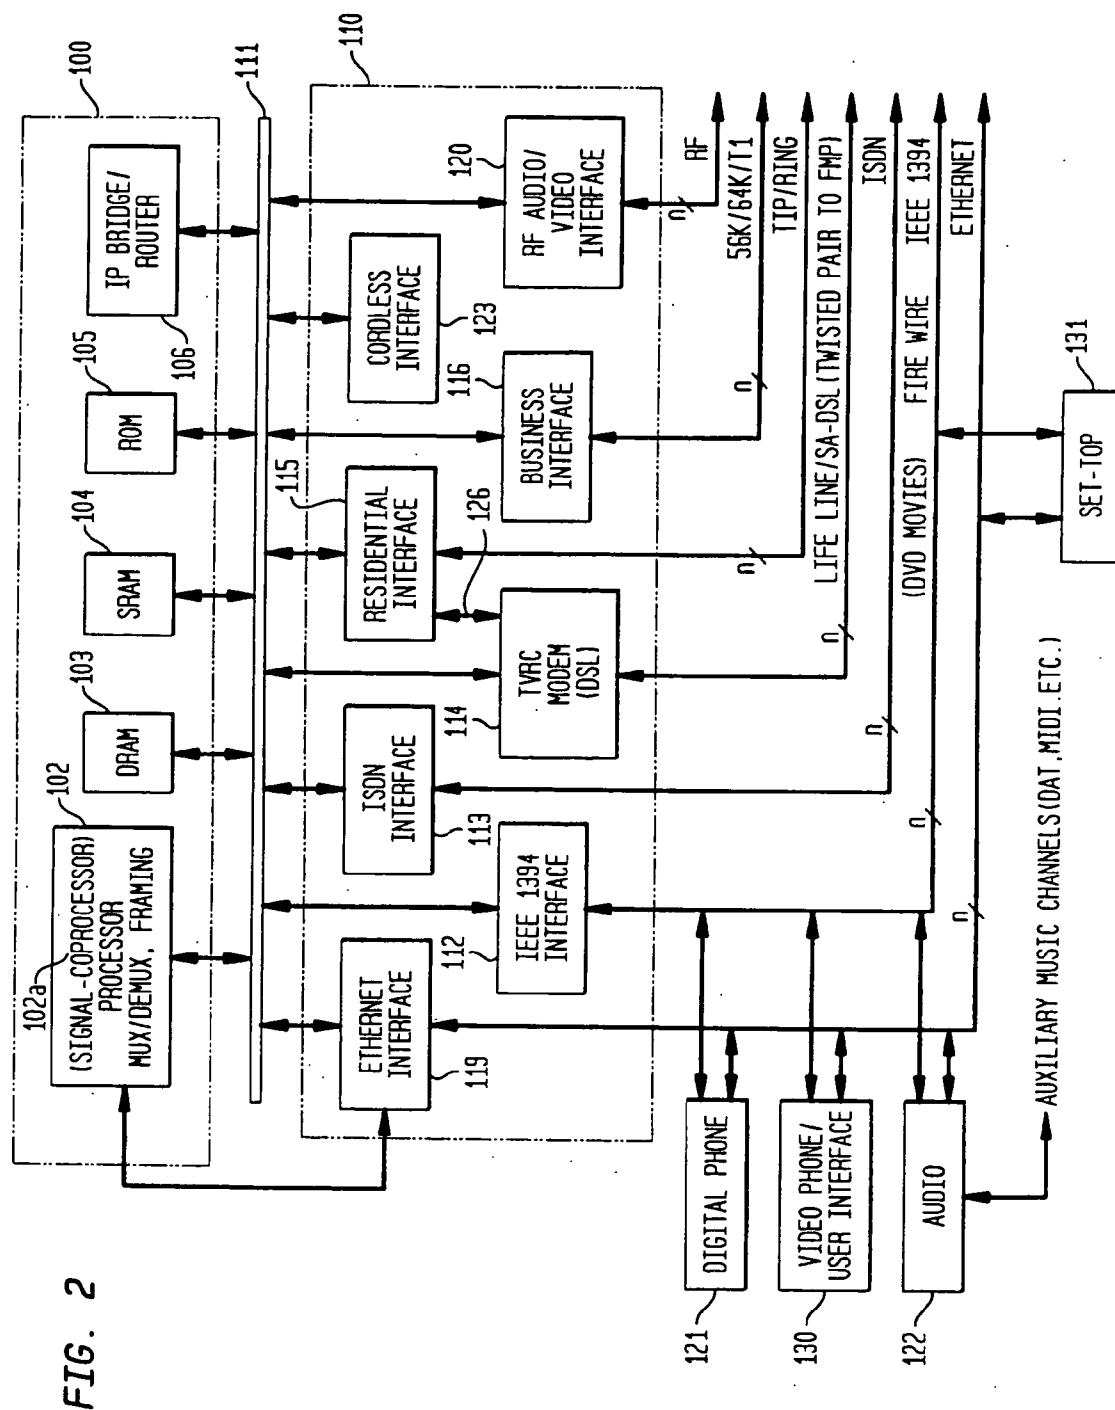 FIG. 2
100
102a
(SIGNAL-COPROCESSOR)
PROCESSOR
MUX/DEMUX, FRAMING
102
DRAM
103
SRAM
104
ROM
105
IP BRIDGE/
ROUTER
106
111
110
ETHERNET
INTERFACE
119
IEEE 1394
INTERFACE
112
ISDN
INTERFACE
113
TVRC
MODEM
(DSL)
114
RESIDENTIAL
INTERFACE
115
126
BUSINESS
INTERFACE
116
CORDLESS
INTERFACE
123
RF AUDIO/
VIDEO
INTERFACE
120
n
RF
n
56K/64K/T1
n
TIP/RING
n
LIFE LINE/SA-DSL(TWISTED PAIR TO FMP)
n
ISDN
n
(DVD MOVIES) FIRE WIRE IEEE 1394
n
ETHERNET
DIGITAL PHONE
121
VIDEO PHONE/
USER INTERFACE
130
AUDIO
122
AUXILIARY MUSIC CHANNELS(DAT,MIDI.ETC.)
SET-TOP
131